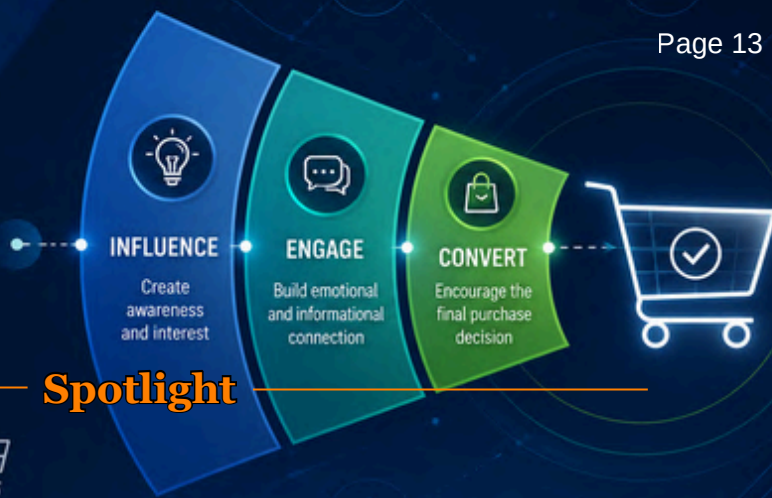 Page 13
INFLUENCE
Create
awareness
and interest
ENGAGE
Build emotional
and informational
connection
CONVERT
Encourage the
final purchase
decision
Spotlight